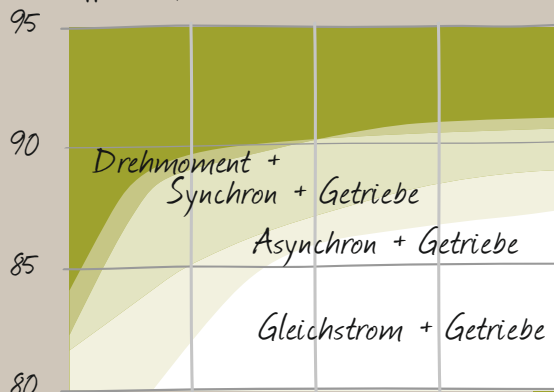 95
90
Drehmoment +
Synchron + Getriebe
Asynchron + Getriebe
85
Gleichstrom + Getriebe
80